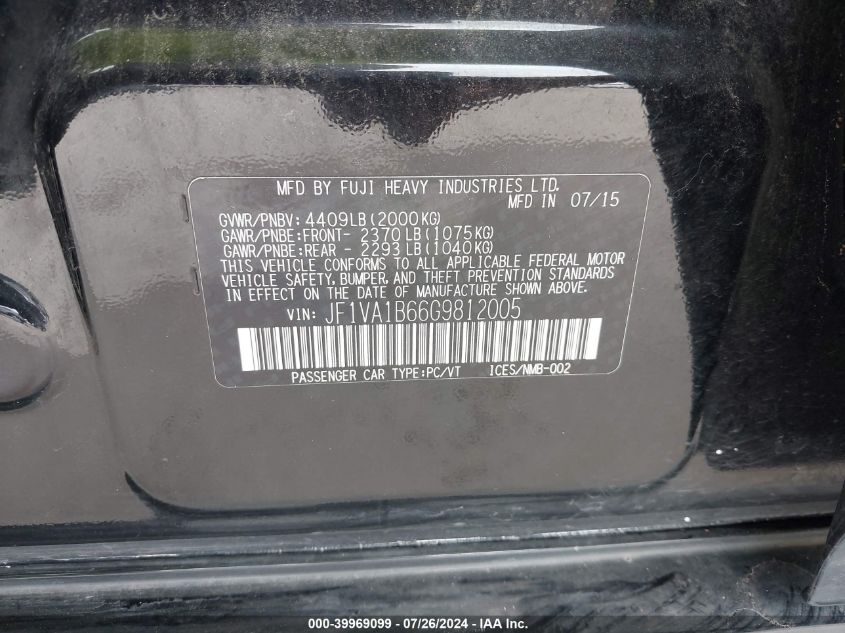 MFD BY FUJI HEAVY INDUSTRIES LTD.
MFD IN 07/15
GVWR/PNBV: 4409LB(2000KG)
GAWR/PNBE:FRONT- 2370LB(1075KG)
GAWR/PNBE:REAR - 2293LB(1040KG)
THIS VEHICLE CONFORMS TO ALL APPLICABLE FEDERAL MOTOR
VEHICLE SAFETY, BUMPER, AND THEFT PREVENTION STANDARDS
IN EFFECT ON THE DATE OF MANUFACTURE SHOWN ABOVE.
VIN: JF1VA1B66G9812005
PASSENGER CAR TYPE:PC/VT ICES/NMB-002
000-39969099 / 07/26/2024 - © IAA Inc.